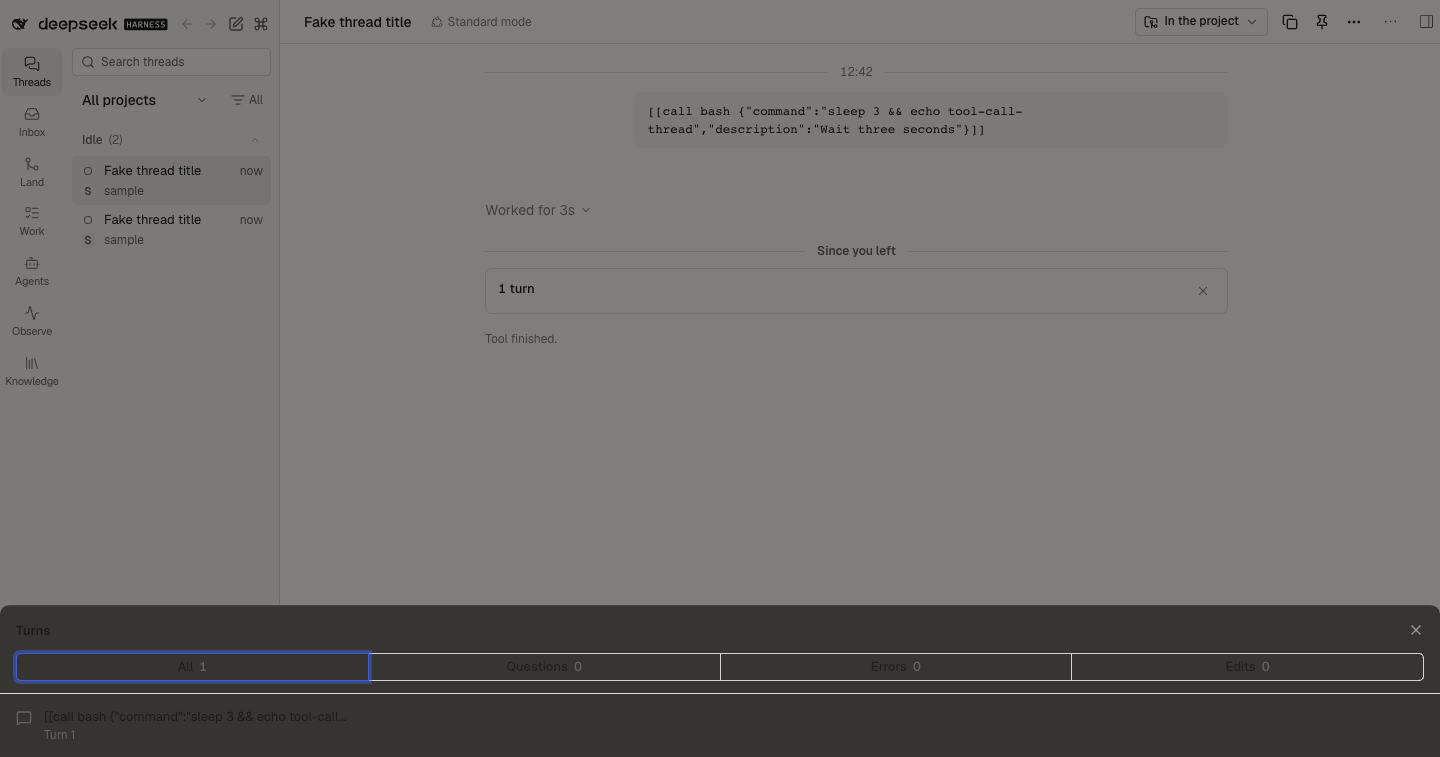 deepseek HARNESS
Threads
Inbox
Land
Work
Agents
Observe
Knowledge
Search threads
All projects
All
Idle (2)
Fake thread title now
S sample
Fake thread title now
S sample
Fake thread title
Standard mode
In the project
12:42
[[call bash {"command":"sleep 3 && echo tool-call-
thread","description":"Wait three seconds"}]]
Worked for 3s
Since you left
1 turn
Tool finished.
Turns
All 1
Questions 0
Errors 0
Edits 0
[[call bash {"command":"sleep 3 && echo tool-call...
Turn 1